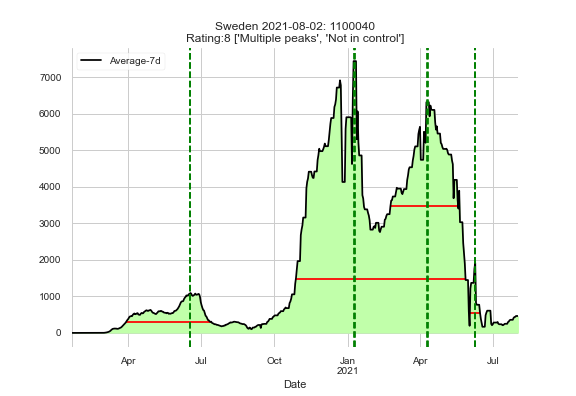 Sweden 2021-08-02: 1100040
Rating:8 ['Multiple peaks', 'Not in control']
Average-7d
7000
6000
5000
4000
3000
2000
1000
0
Apr Jul Oct Jan Apr Jul
2021
Date